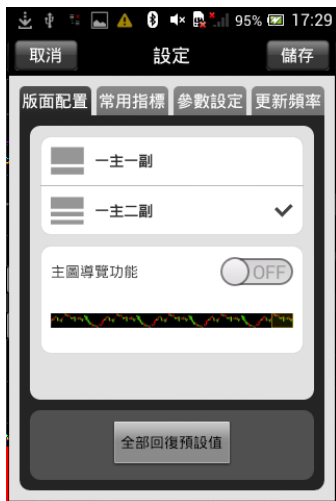 95% 17:29
取消 設定 儲存
版面配置 常用指標 參數設定 更新頻率
一主一副
一主二副
主圖導覽功能 OFF
全部回復預設值